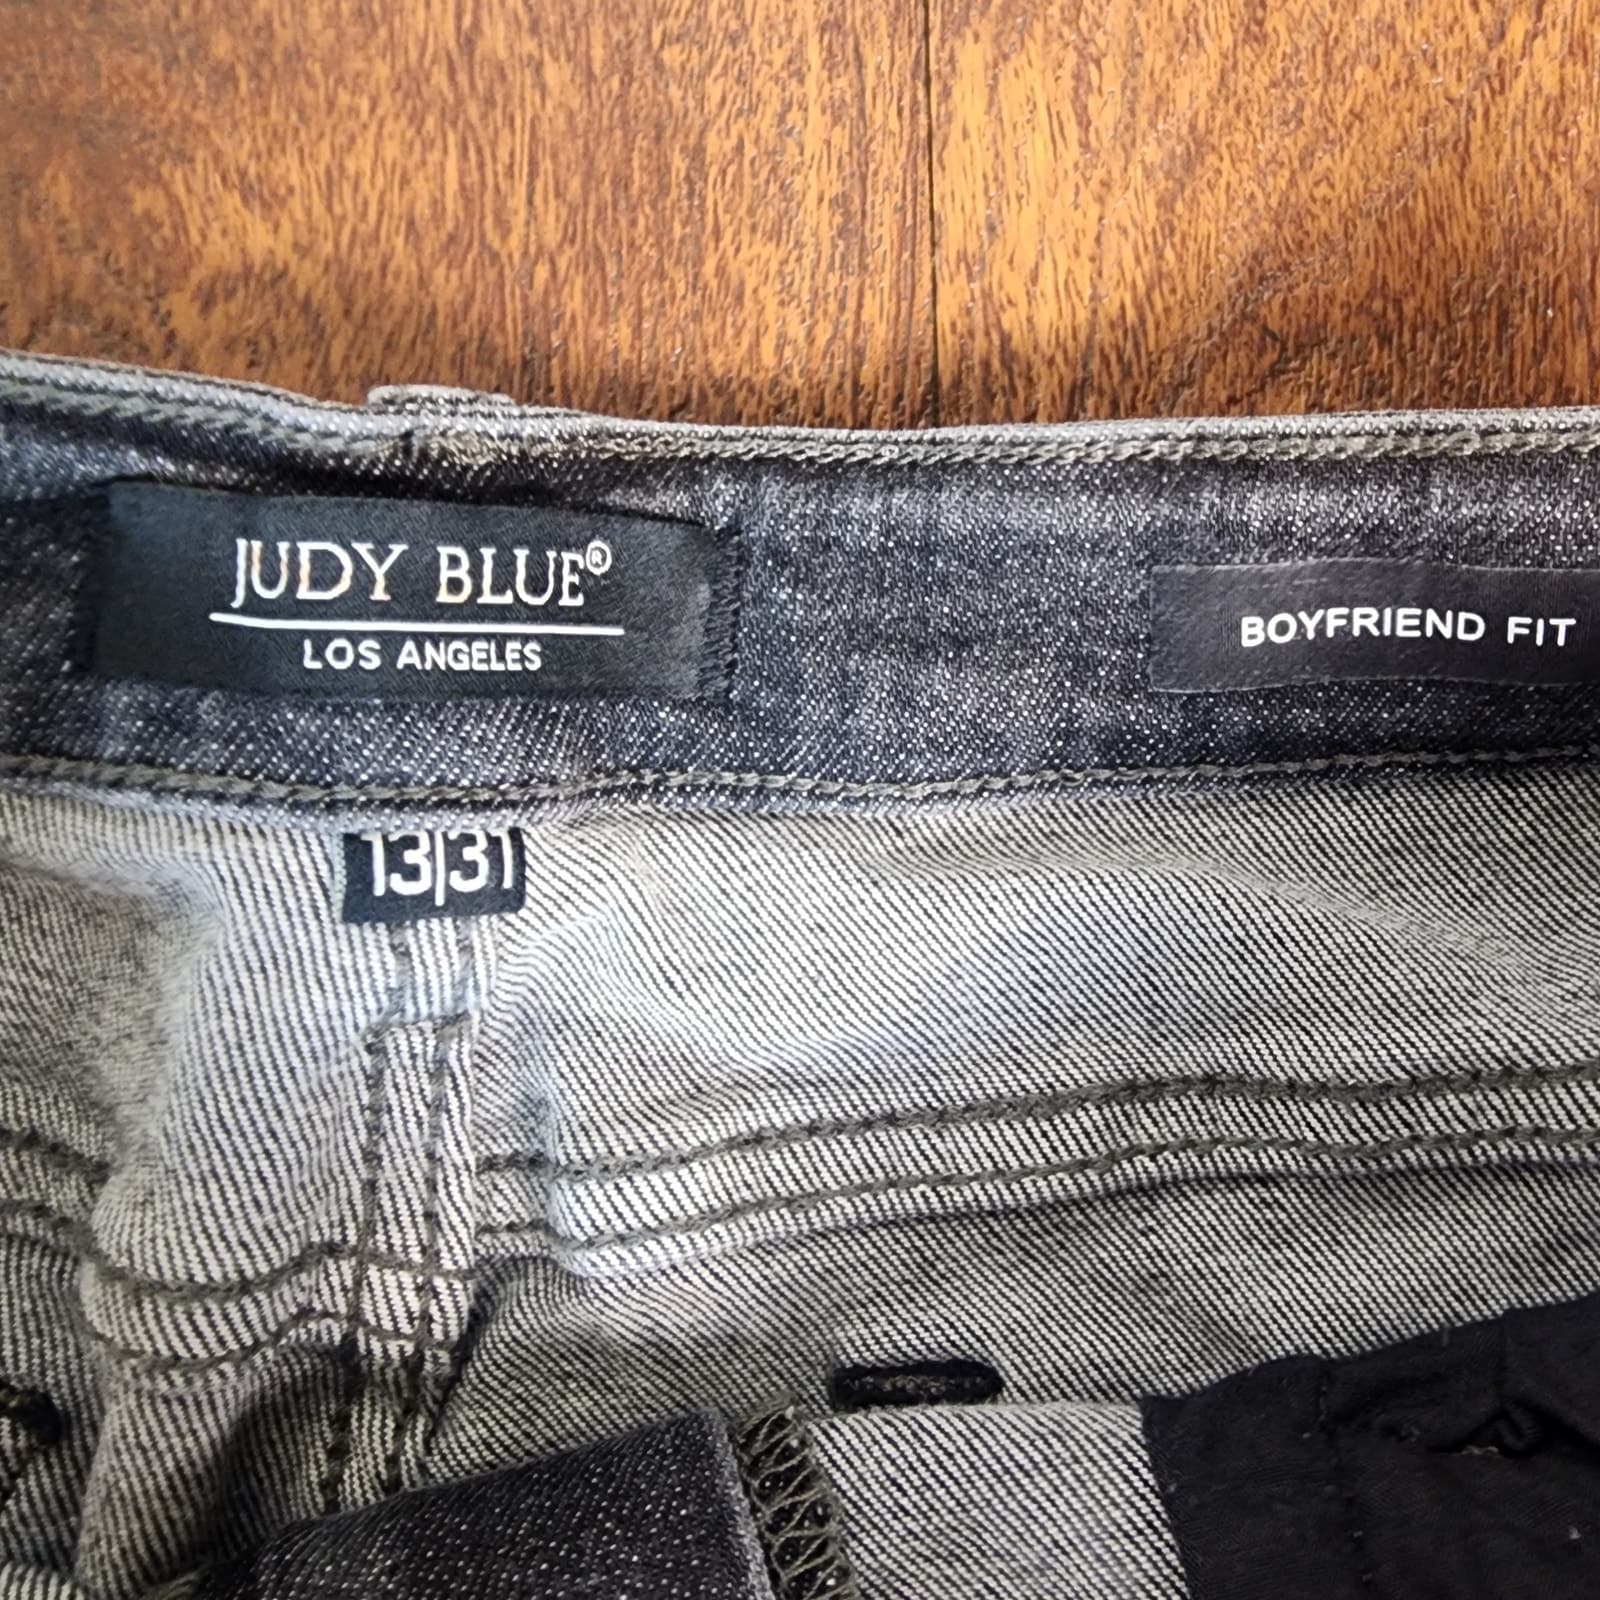 JUDY BLUE®
LOS ANGELES
BOYFRIEND FIT
13|31